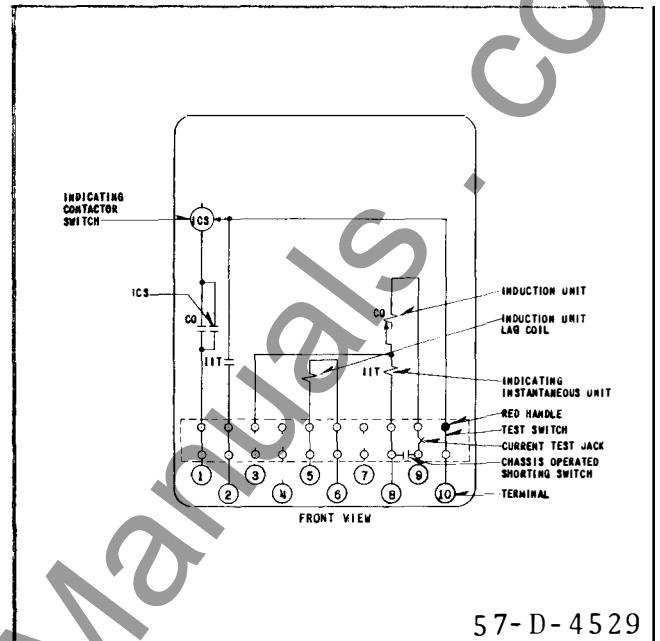 INDICATING
CONTACTOR
SWITCH
ICS
ICS
CO
IIT
CO
IIT
INDUCTION UNIT
INDUCTION UNIT
LAG COIL
INDICATING
INSTANTANEOUS UNIT
RED HANDLE
TEST SWITCH
CURRENT TEST JACK
CHASSIS OPERATED
SHORTING SWITCH
TERMINAL
1
2
3
4
5
6
7
8
9
10
FRONT VIEW
57-D-4529
Manuals.co